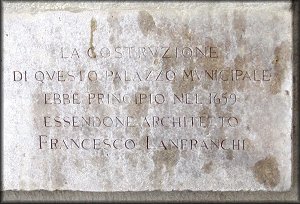 LA COSTRVZIONE
DI QVESTO PALAZZO MVNICIPALE
EBBE PRINCIPIO NEL 1659
ESSENDONE ARCHITETTO
FRANCESCO LANFRANCHI